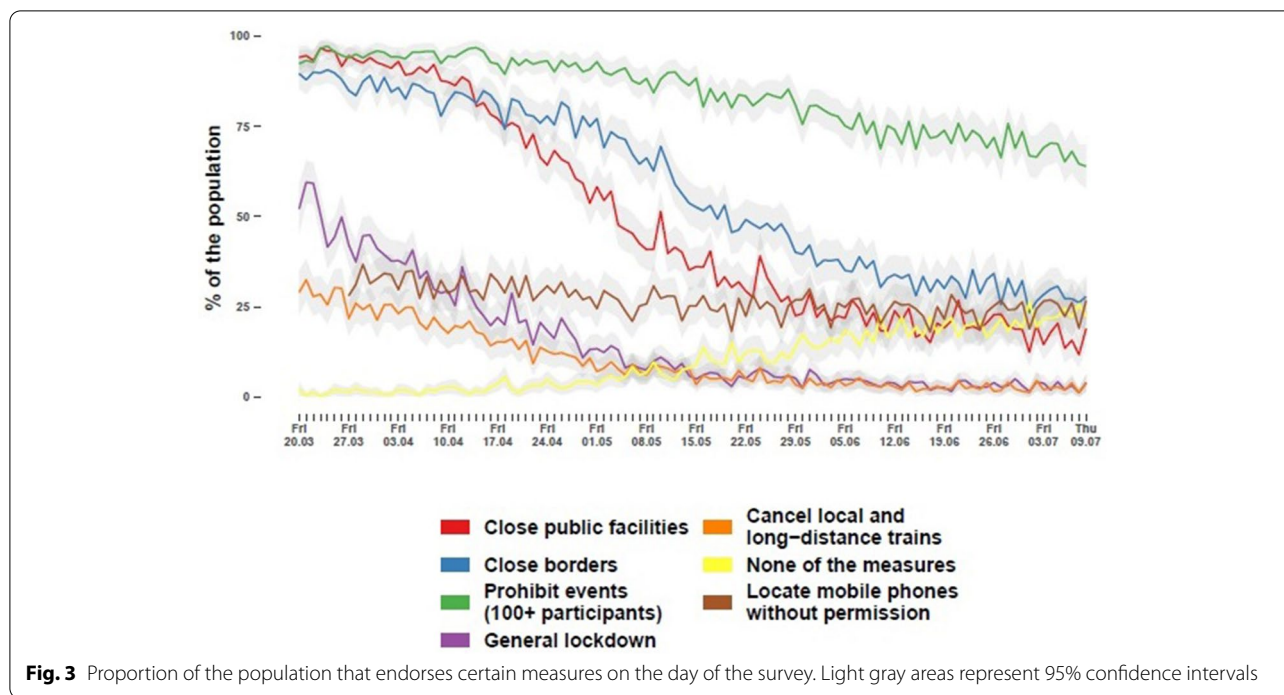 100 –
75 –
50 –
25 –
0 –
% of the population
Fri Fri Fri Fri Fri Fri Fri Fri Fri Fri Fri Fri Fri Fri Fri Fri Thu
20.03 27.03 03.04 10.04 17.04 24.04 01.05 08.05 15.05 22.05 29.05 05.06 12.06 19.06 26.06 03.07 09.07
Close public facilities
Close borders
Prohibit events
(100+ participants)
General lockdown
Cancel local and
long−distance trains
None of the measures
Locate mobile phones
without permission
Fig. 3 Proportion of the population that endorses certain measures on the day of the survey. Light gray areas represent 95% confidence intervals